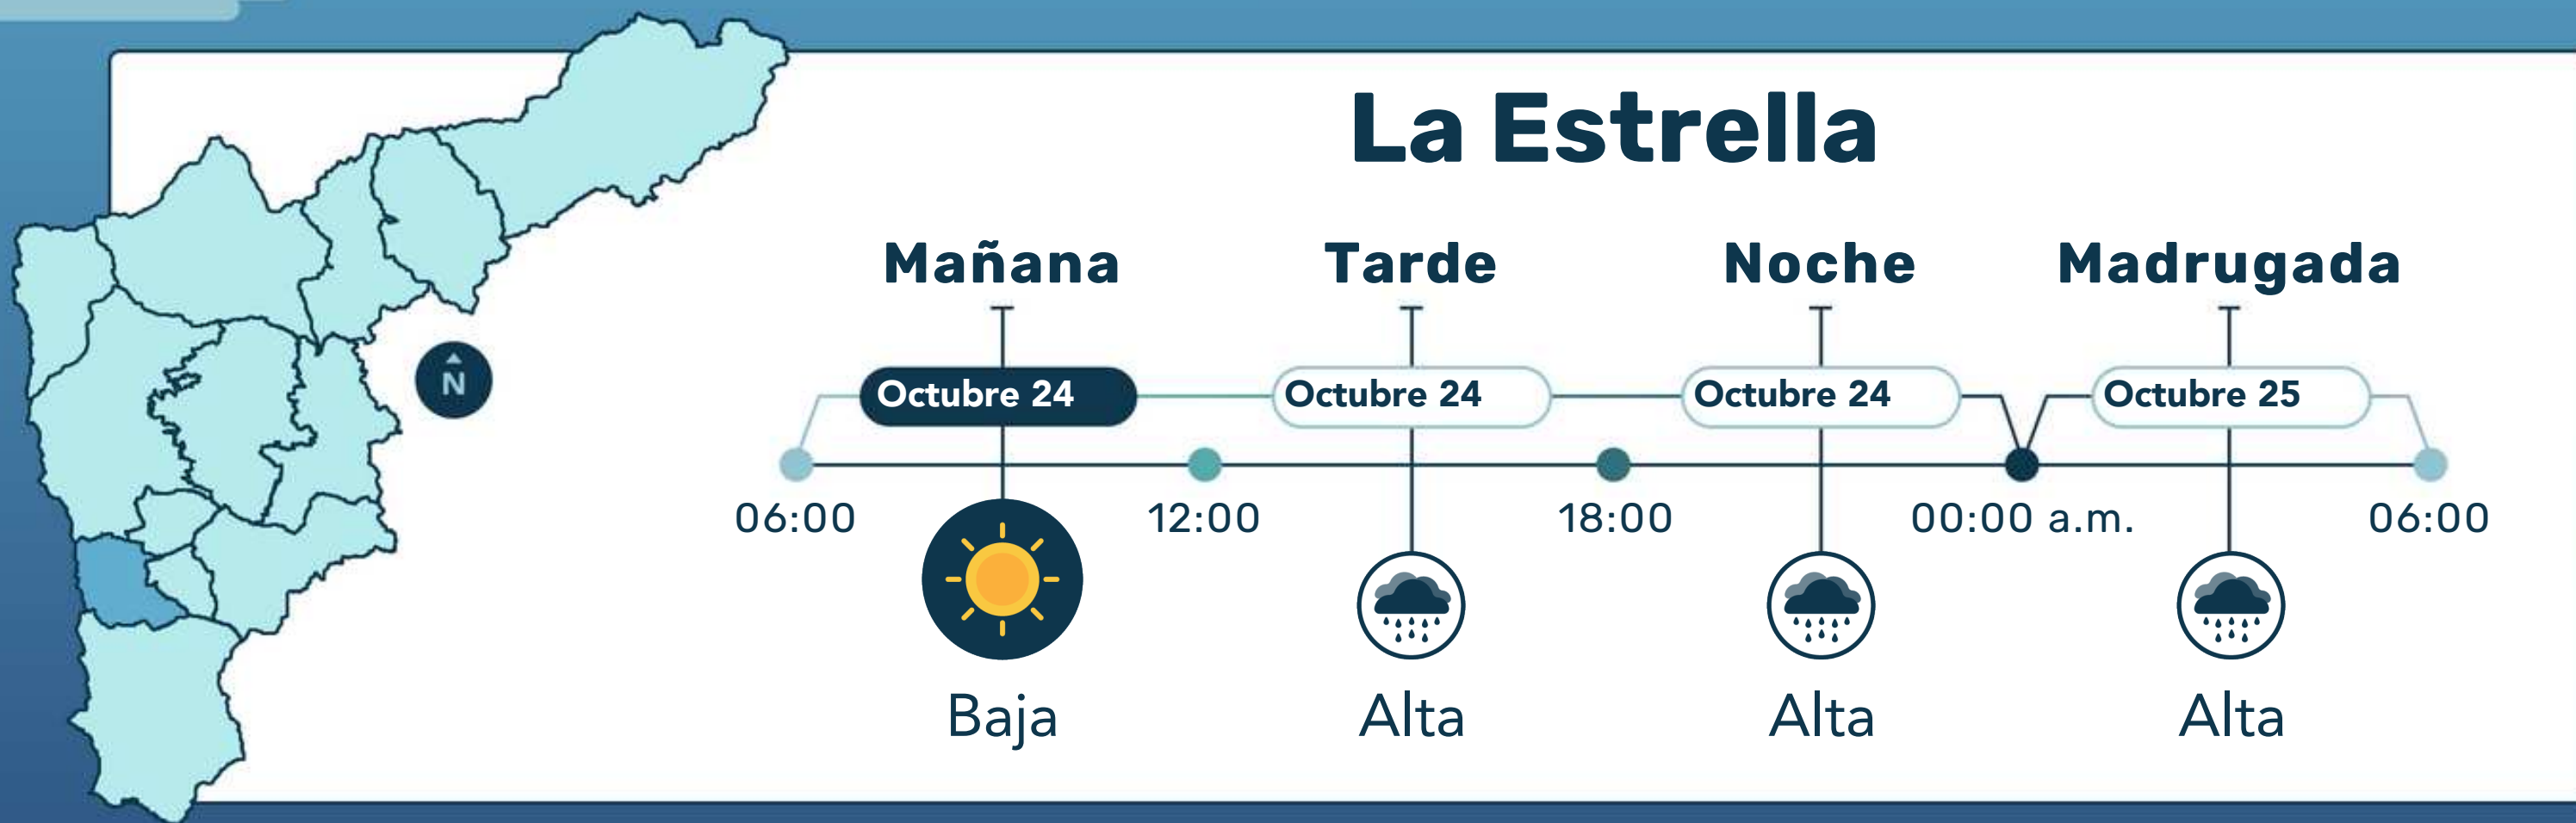 La Estrella
Mañana Tarde Noche Madrugada
N
Octubre 24 Octubre 24 Octubre 24 Octubre 25
06:00 12:00 18:00 00:00 a.m. 06:00
Baja Alta Alta Alta